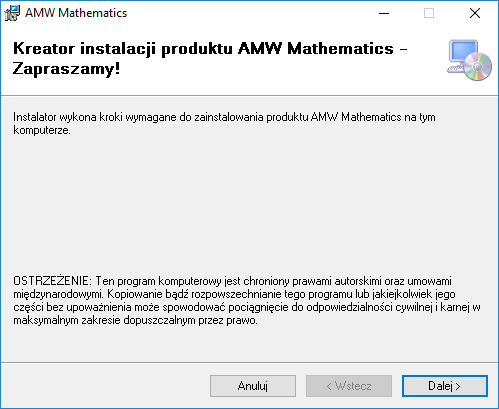 AMW Mathematics
Kreator instalacji produktu AMW Mathematics -
Zapraszamy!
Instalator wykona kroki wymagane do zainstalowania produktu AMW Mathematics na tym
komputerze.
OSTRZEŻENIE: Ten program komputerowy jest chroniony prawami autorskimi oraz umowami
międzynarodowymi. Kopiowanie bądź rozpowszechnianie tego programu lub jakiejkolwiek jego
części bez upoważnienia może spowodować pociągnięcie do odpowiedzialności cywilnej i karnej w
maksymalnym zakresie dopuszczalnym przez prawo.
Anuluj
< Wstecz
Dalej >